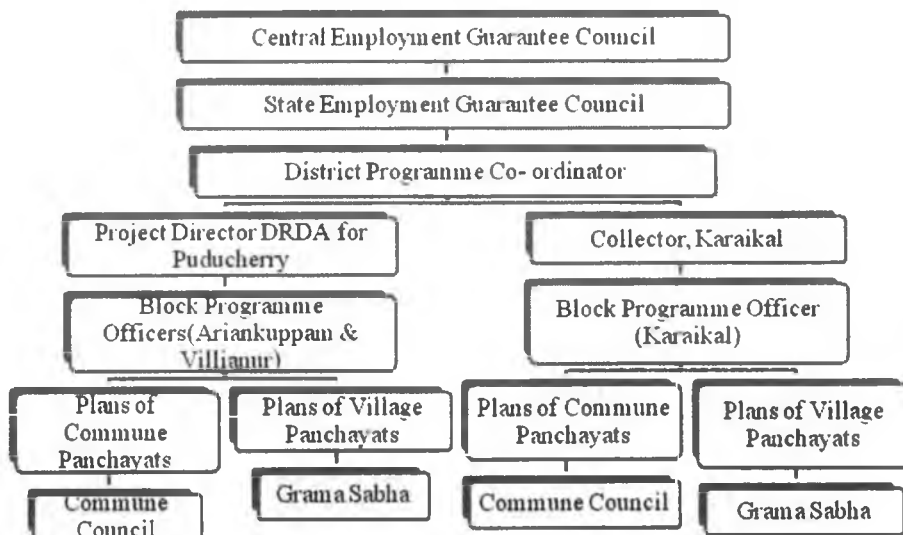 Central Employment Guarantee Council
State Employment Guarantee Council
District Programme Co- ordinator
Project Director DRDA for
Puducherry
Collector, Karaikal
Block Programme
Officers(Ariankuppam &
Villianur)
Block Programme Officer
(Karaikal)
Plans of
Commune
Panchayats
Plans of Village
Panchayats
Plans of Commune
Panchayats
Plans of Village
Panchayats
Commune
Council
Grama Sabha
Commune Council
Grama Sabha